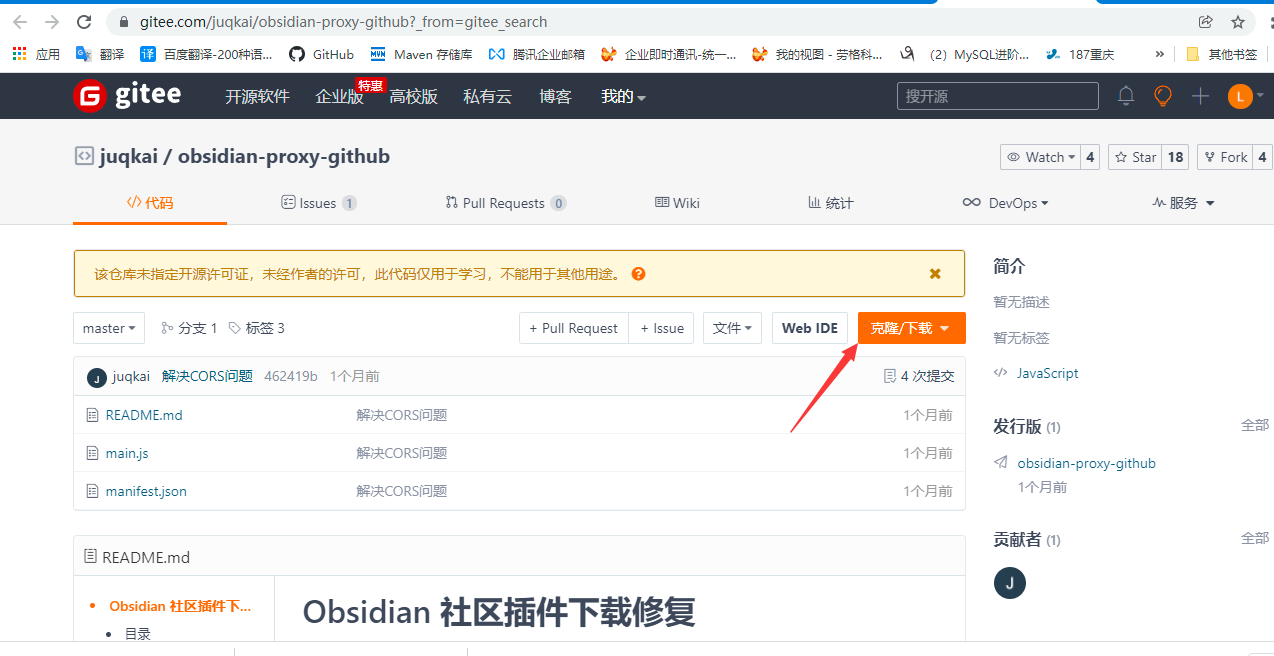 gitee.com/juqkai/obsidian-proxy-github?_from=gitee_search
应用 翻译 译 百度翻译-200种语... GitHub Maven 存储库 腾讯企业邮箱 企业即时通讯-统一... 我的视图 - 劳格科... (2) MySQL进阶... 187重庆 » 其他书签
gitee 开源软件 企业版 特惠 高校版 私有云 博客 我的 搜开源 L
juqkai / obsidian-proxy-github Watch 4 Star 18 Fork 4
代码 Issues 1 Pull Requests 0 Wiki 统计 DevOps 服务
该仓库未指定开源许可证，未经作者的许可，此代码仅用于学习，不能用于其他用途。
简介
暂无描述
master 分支 1 标签 3 + Pull Request + Issue 文件 Web IDE 克隆/下载
暂无标签
J juqkai 解决CORS问题 462419b 1个月前 4 次提交
JavaScript
README.md 解决CORS问题 1个月前
main.js 解决CORS问题 1个月前
manifest.json 解决CORS问题 1个月前
发行版 (1) 全部
obsidian-proxy-github
1个月前
贡献者 (1) 全部
J
README.md
Obsidian 社区插件下...
目录
Obsidian 社区插件下载修复